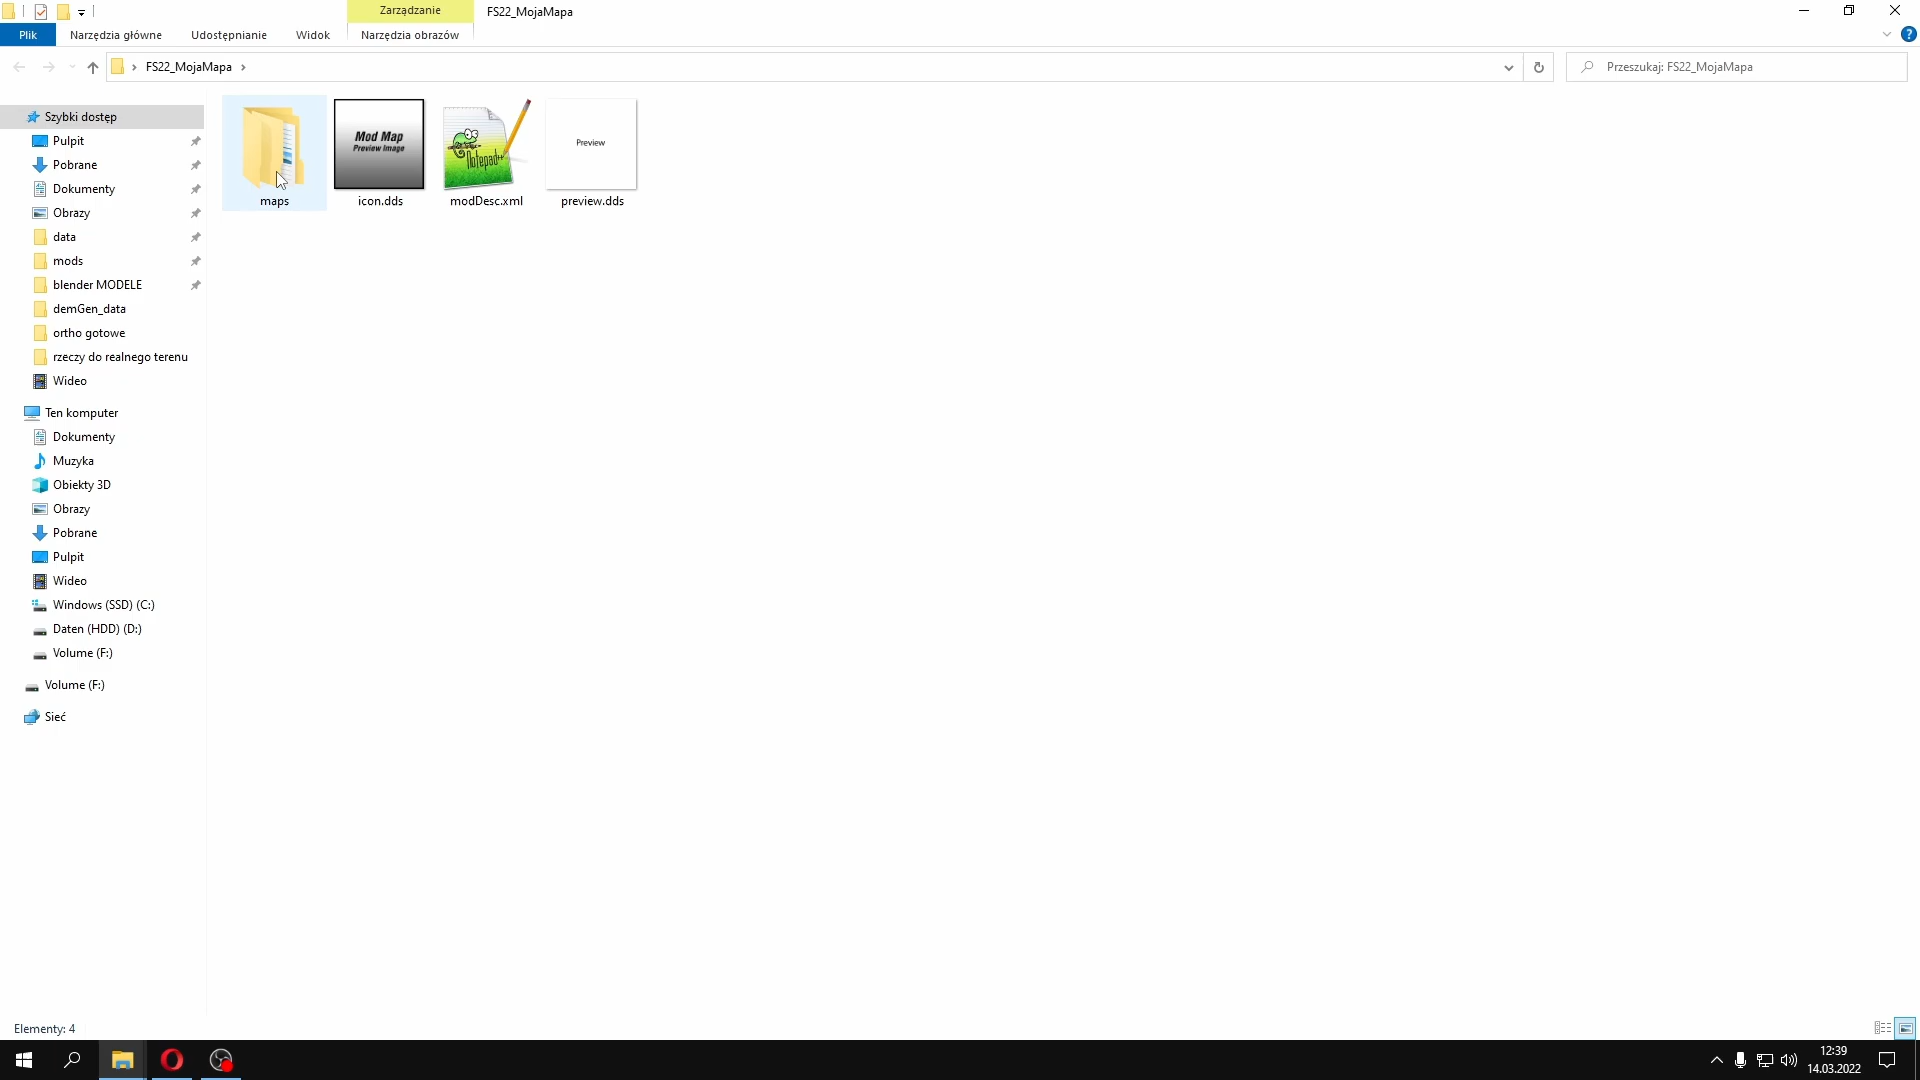 Zarządzanie
FS22_MojaMapa
Plik
Narzędzia główne
Udostępnianie
Widok
Narzędzia obrazów
?
FS22_MojaMapa
Przeszukaj: FS22_MojaMapa
Szybki dostęp
Pulpit
Pobrane
Dokumenty
Obrazy
data
mods
blender MODELE
demGen_data
ortho gotowe
rzeczy do realnego terenu
Wideo
Ten komputer
Dokumenty
Muzyka
Obiekty 3D
Obrazy
Pobrane
Pulpit
Wideo
Windows (SSD) (C:)
Daten (HDD) (D:)
Volume (F:)
Volume (F:)
Sieć
Mod Map
Preview Image
Notepad++
Preview
maps
icon.dds
modDesc.xml
preview.dds
Elementy: 4
12:39
14.03.2022